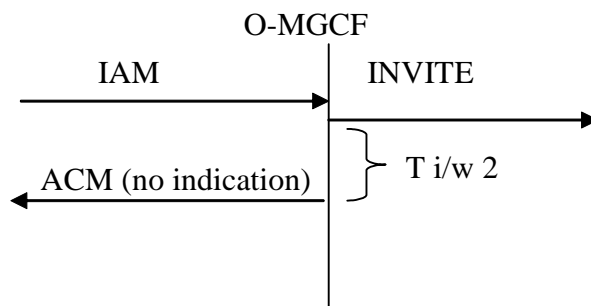 O-MGCF
IAM
INVITE
T i/w 2
ACM (no indication)